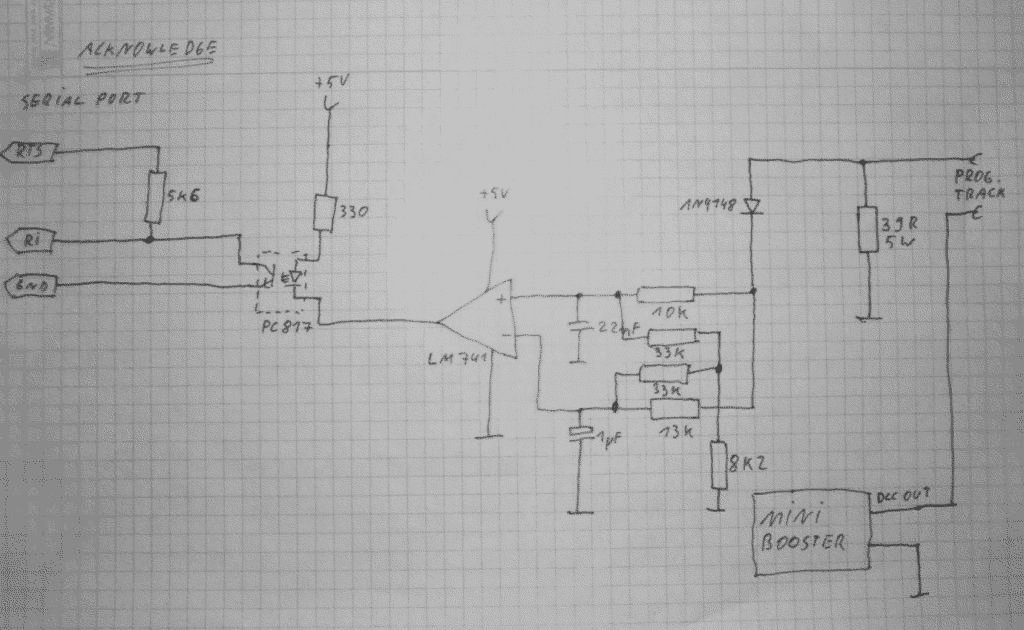 ACKNOWLEDGE
SERIAL PORT
+5V
RTS
5K6
330
RI
GND
PC817
+5V
LM741
+
-
22nF
1µF
1N4148
10K
33K
33K
13K
8K2
39R
5W
PROG.
TRACK
MINI
BOOSTER
DCC OUT